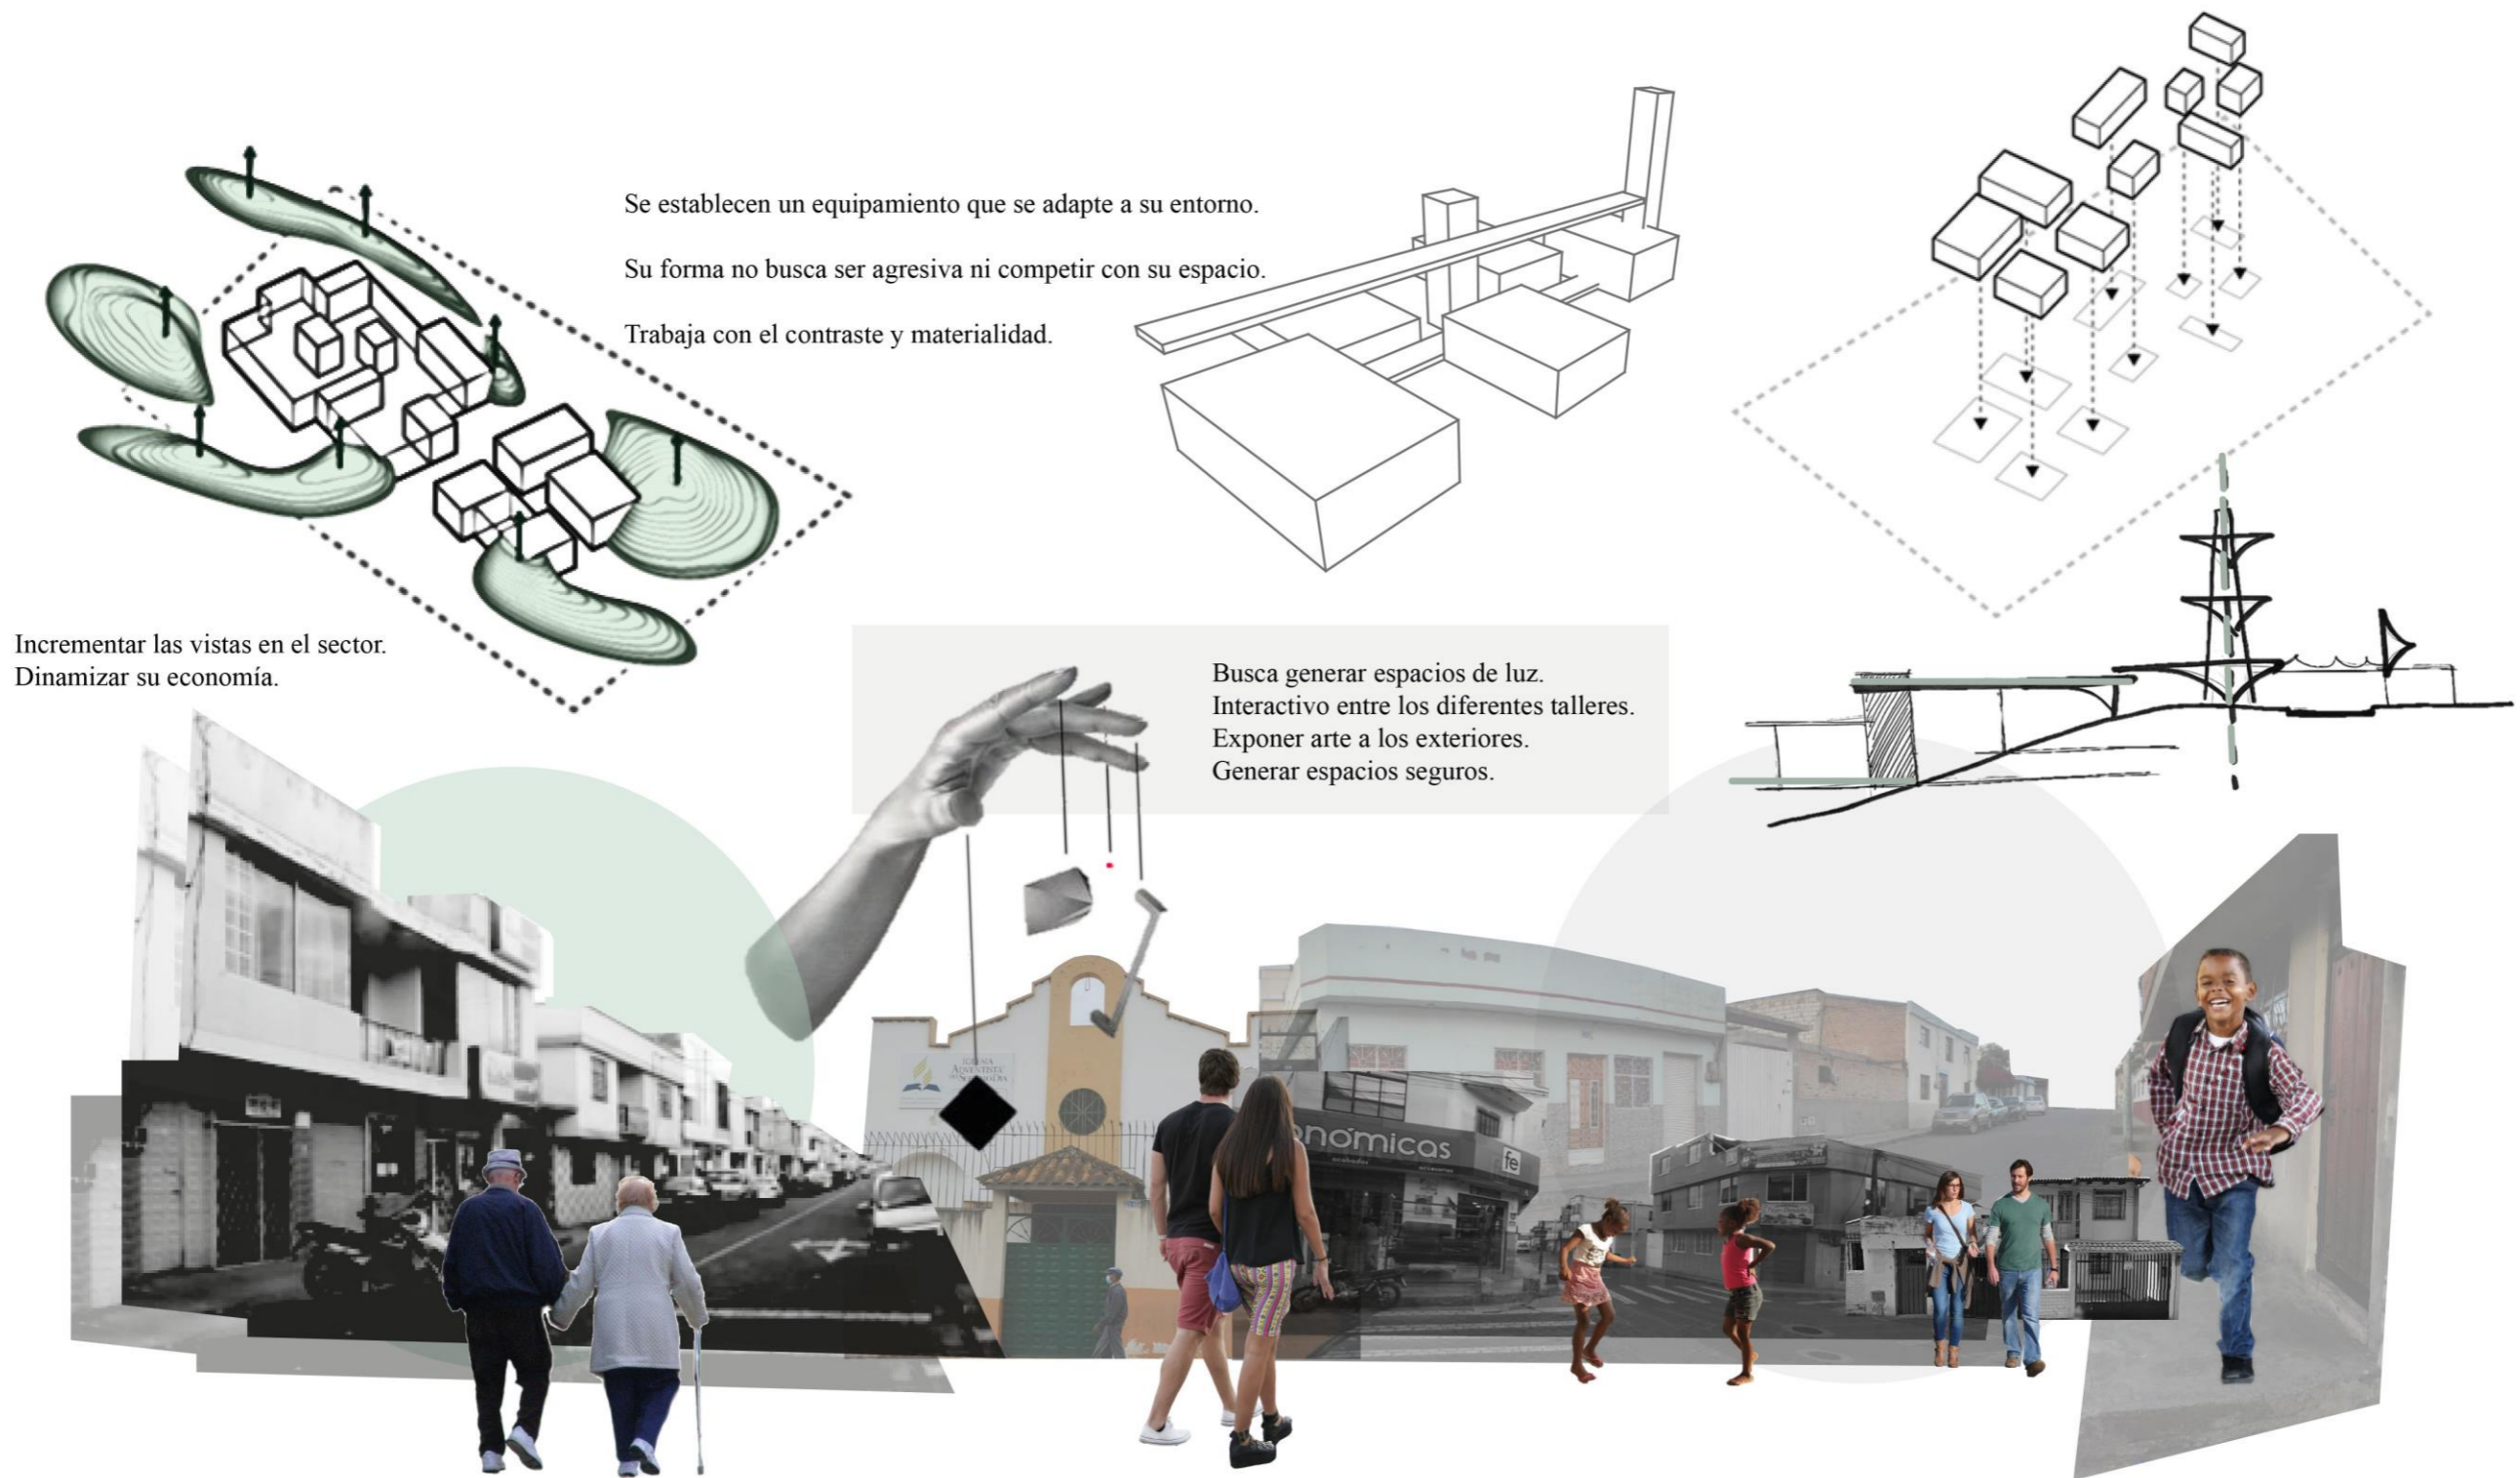 Se establecen un equipamiento que se adapte a su entorno.
Su forma no busca ser agresiva ni competir con su espacio.
Trabaja con el contraste y materialidad.
Incrementar las vistas en el sector.
Dinamizar su economía.
Busca generar espacios de luz.
Interactivo entre los diferentes talleres.
Exponer arte a los exteriores.
Generar espacios seguros.
IGLESIA
ADVENTISTA
nómicas
acabados
fe